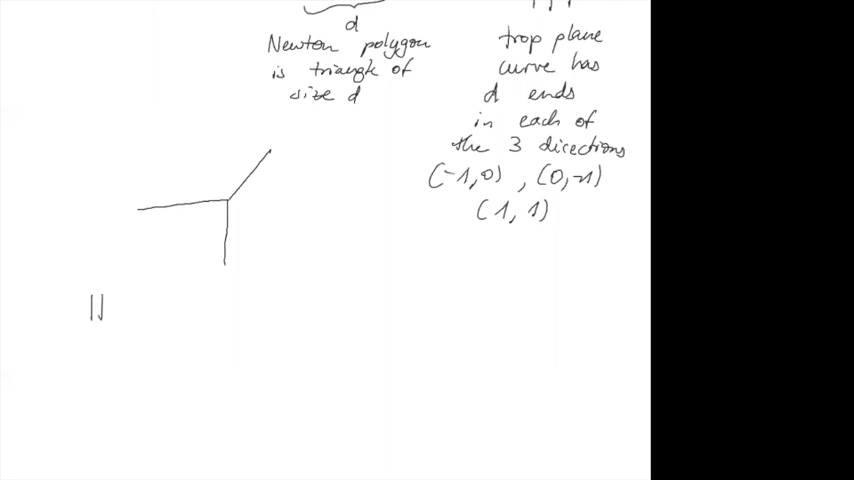 d
Newton polygon
is triangle of
size d
trop plane
curve has
d ends
in each of
the 3 directions
(-1,0) , (0,-1)
(1,1)